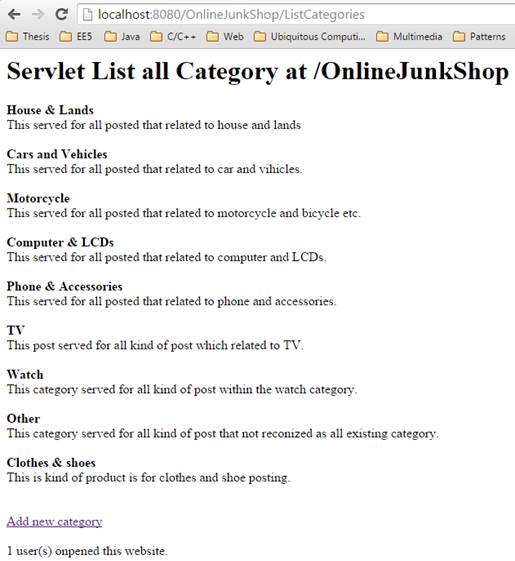 localhost:8080/OnlineJunkShop/ListCategories
Thesis EE5 Java C/C++ Web Ubiquitous Computi... Multimedia Patterns
Servlet List all Category at /OnlineJunkShop
House & Lands
This served for all posted that related to house and lands
Cars and Vehicles
This served for all posted that related to car and vihicles.
Motorcycle
This served for all posted that related to motorcycle and bicycle etc.
Computer & LCDs
This served for all posted that related to computer and LCDs.
Phone & Accessories
This served for all posted that related to phone and accessories.
TV
This post served for all kind of post which related to TV.
Watch
This category served for all kind of post within the watch category.
Other
This category served for all kind of post that not reconized as all existing category.
Clothes & shoes
This is kind of product is for clothes and shoe posting.
Add new category
1 user(s) onpened this website.